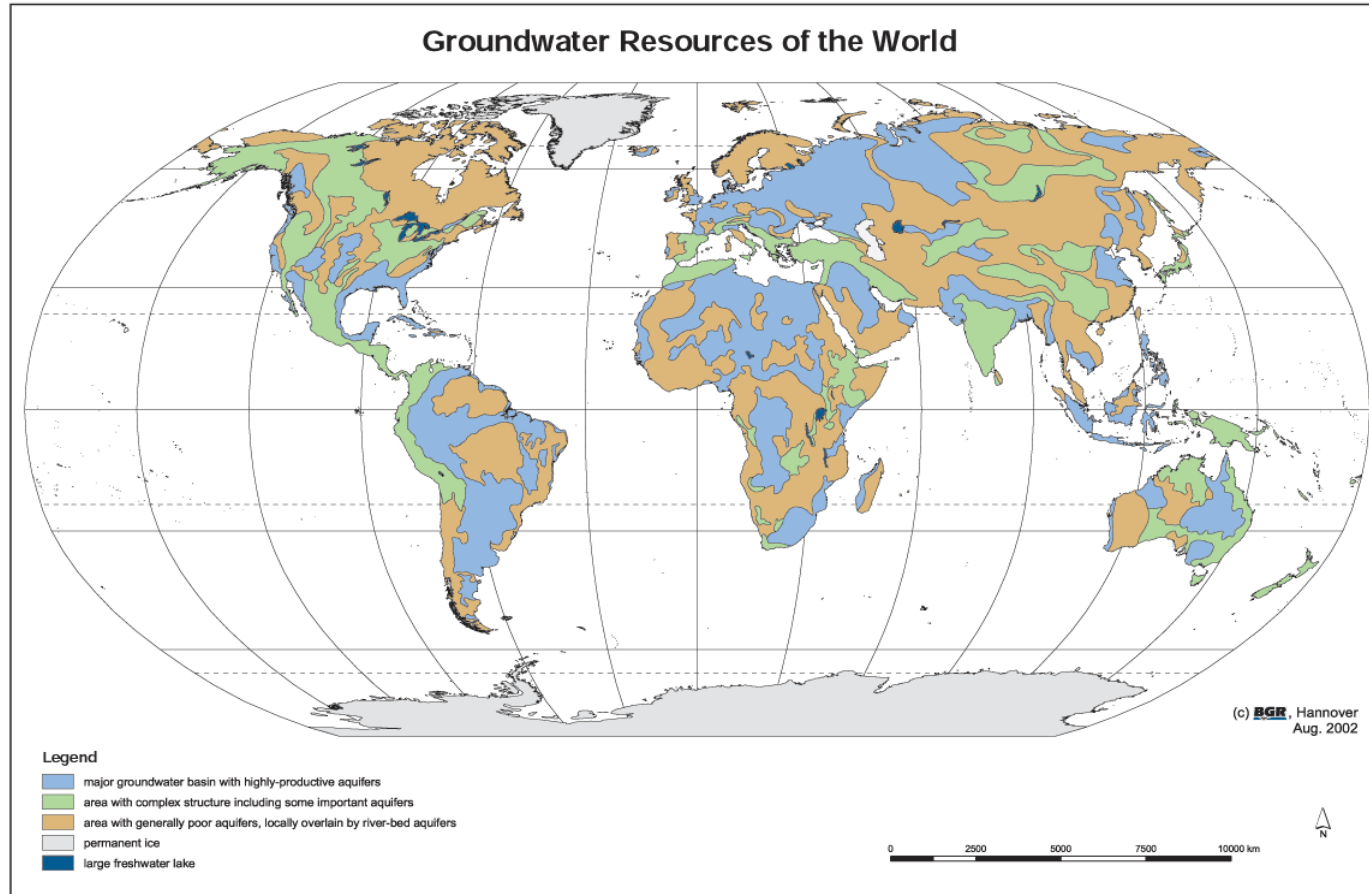 Groundwater Resources of the World
(c) BGR, Hannover
Aug. 2002
Legend
major groundwater basin with highly-productive aquifers
area with complex structure including some important aquifers
area with generally poor aquifers, locally overlain by river-bed aquifers
permanent ice
large freshwater lake
N
0 2500 5000 7500 10000 km